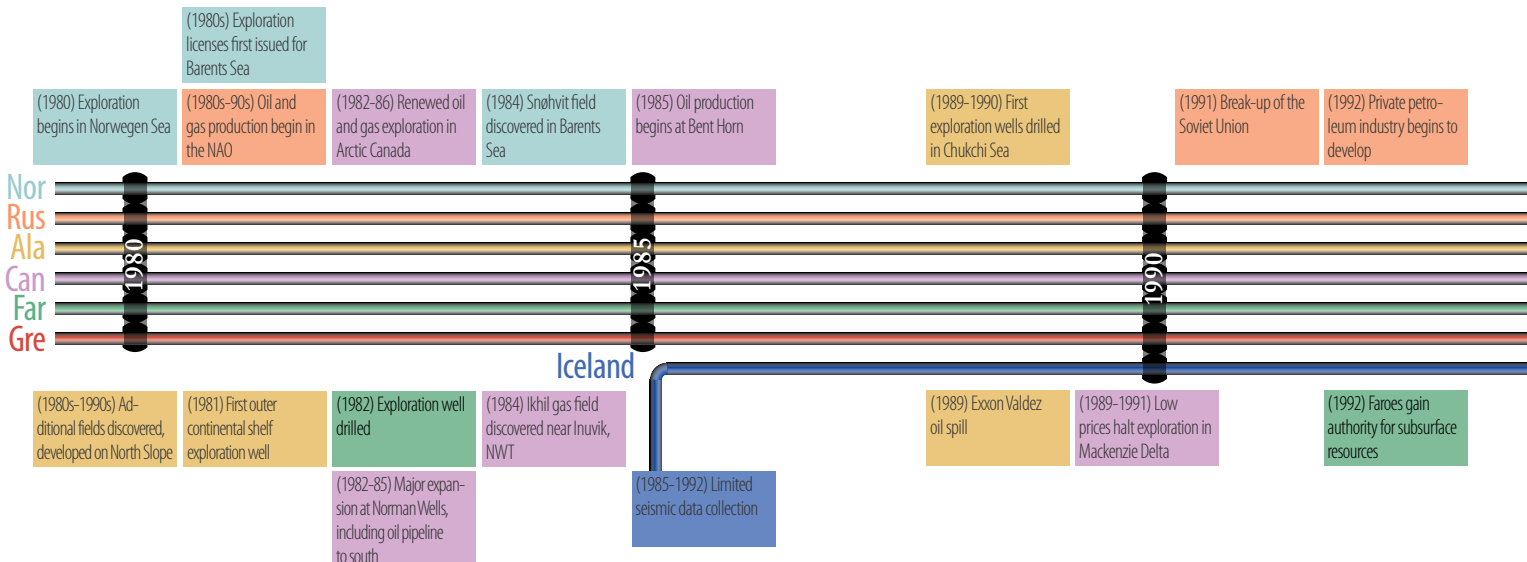 (1980s) Exploration
licenses first issued for
Barents Sea
(1980) Exploration
begins in Norwegen Sea
(1980s-90s) Oil and
gas production begin in
the NAO
(1982-86) Renewed oil
and gas exploration in
Arctic Canada
(1984) Snøhvit field
discovered in Barents
Sea
(1985) Oil production
begins at Bent Horn
(1989-1990) First
exploration wells drilled
in Chukchi Sea
(1991) Break-up of the
Soviet Union
(1992) Private petro-
leum industry begins to
develop
Nor
Rus
Ala
Can
Far
Gre
1980
1985
1990
Iceland
(1980s-1990s) Ad-
ditional fields discovered,
developed on North Slope
(1981) First outer
continental shelf
exploration well
(1982) Exploration well
drilled
(1984) Ikhil gas field
discovered near Inuvik,
NWT
(1989) Exxon Valdez
oil spill
(1989-1991) Low
prices halt exploration in
Mackenzie Delta
(1992) Faroes gain
authority for subsurface
resources
(1982-85) Major expan-
sion at Norman Wells,
including oil pipeline
to south
(1985-1992) Limited
seismic data collection